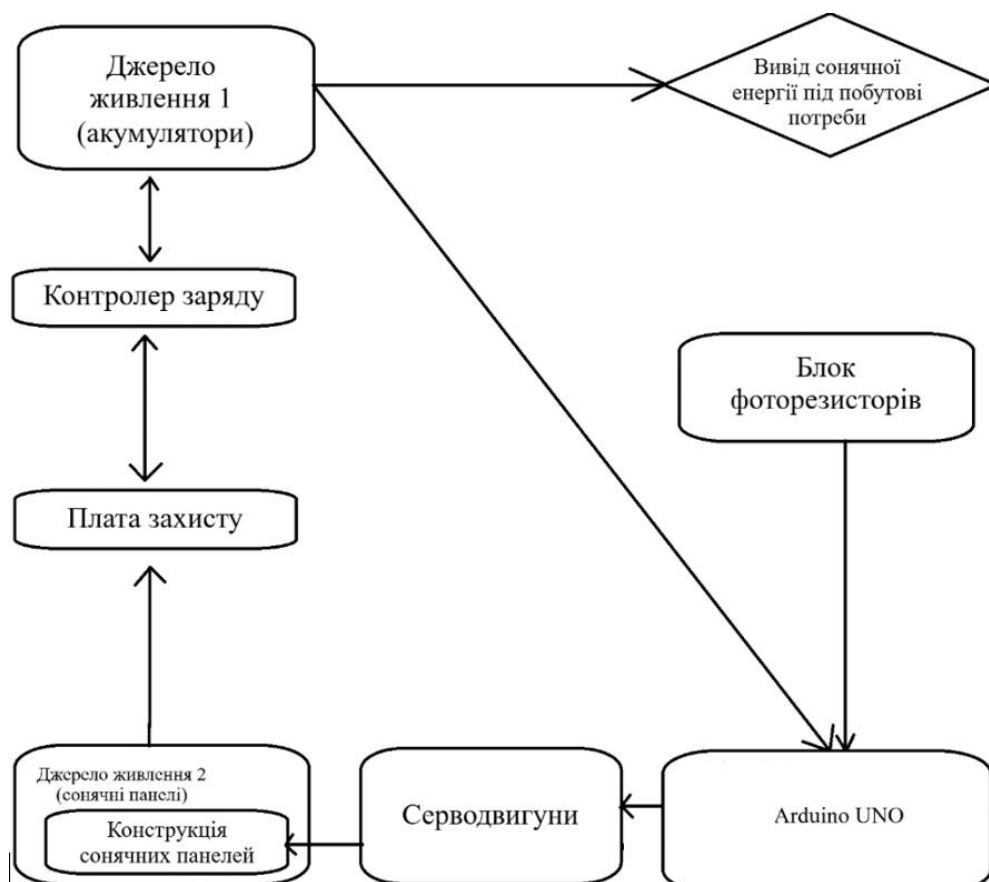 Джерело
живлення 1
(акумулятори)
Вивід сонячної
енергії під побутові
потреби
Контролер заряду
Блок
фоторезисторів
Плата захисту
Джерело живлення 2
(сонячні панелі)
Конструкція
сонячних панелей
Серводвигуни
Arduino UNO